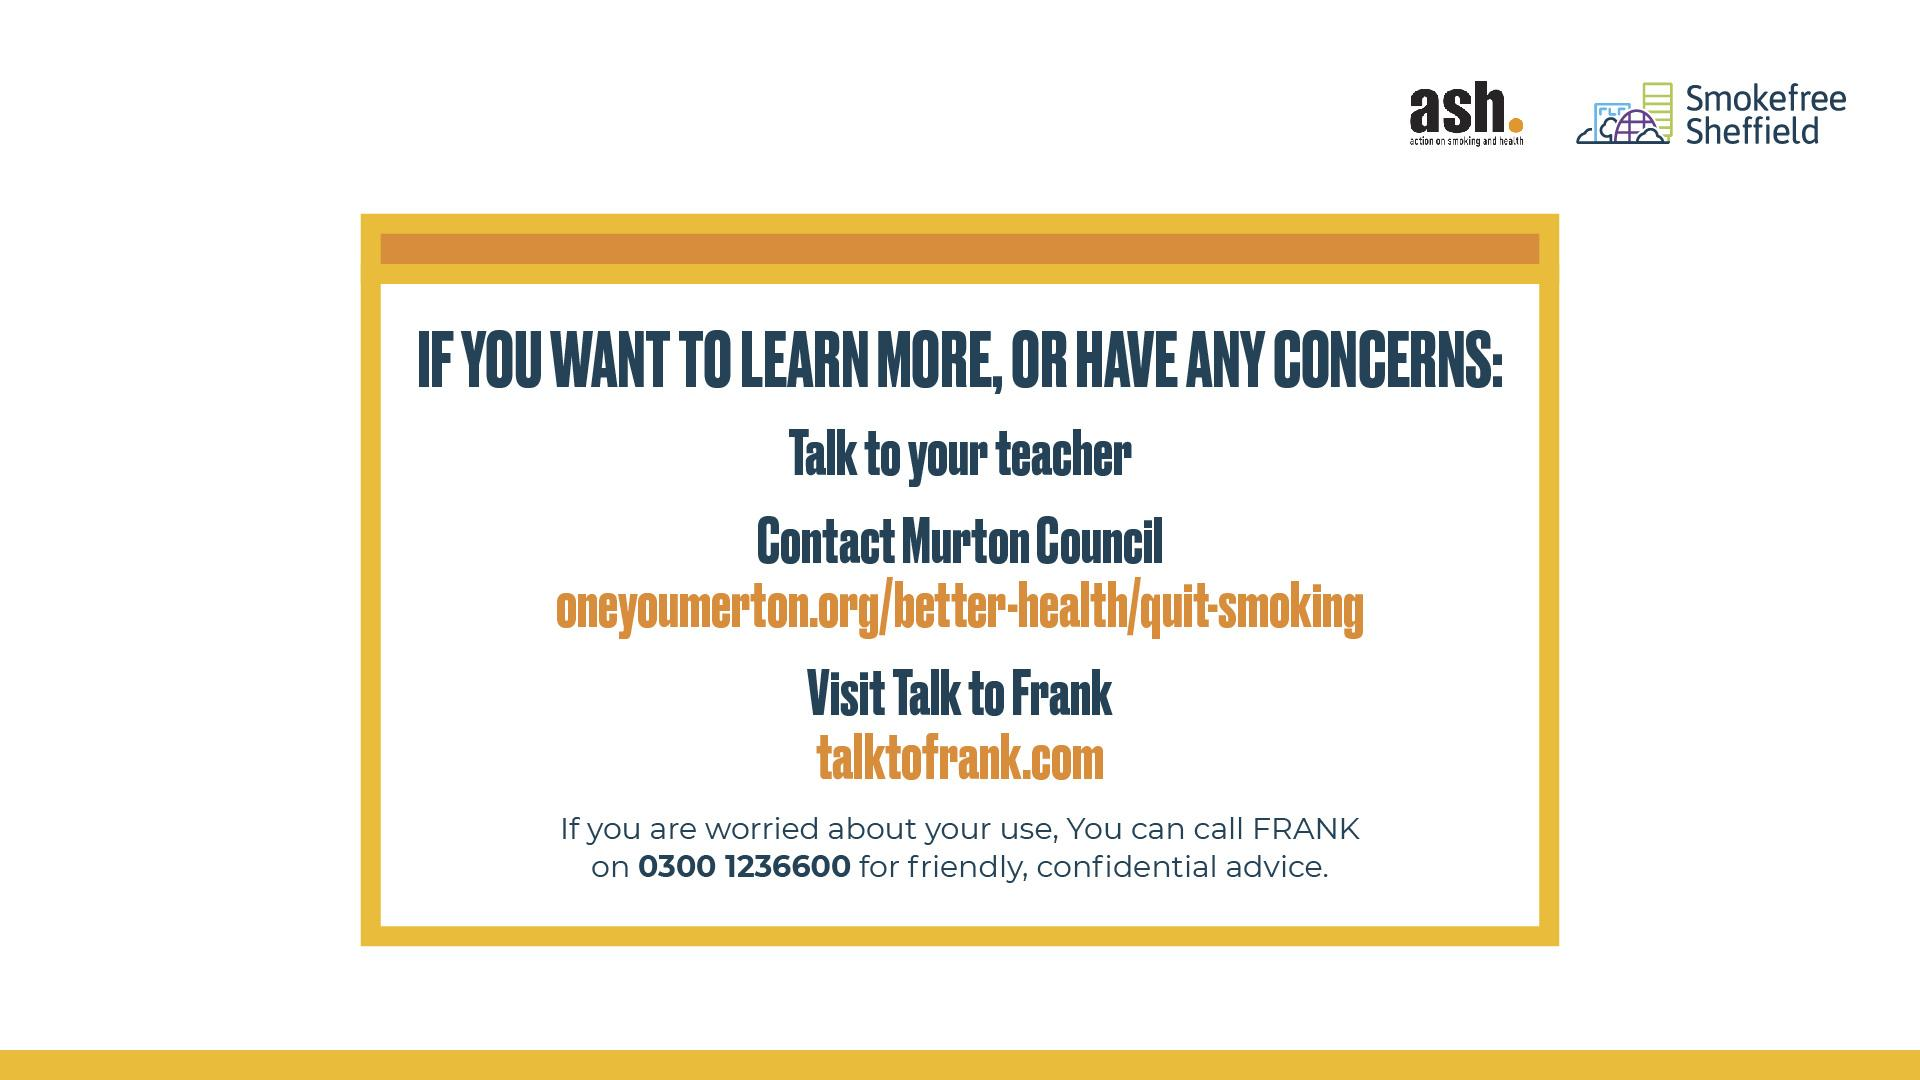 ash.
action on smoking and health
Smokefree
Sheffield
IF YOU WANT TO LEARN MORE, OR HAVE ANY CONCERNS:
Talk to your teacher
Contact Murton Council
oneyoumerton.org/better-health/quit-smoking
Visit Talk to Frank
talktofrank.com
If you are worried about your use, You can call FRANK
on 0300 1236600 for friendly, confidential advice.